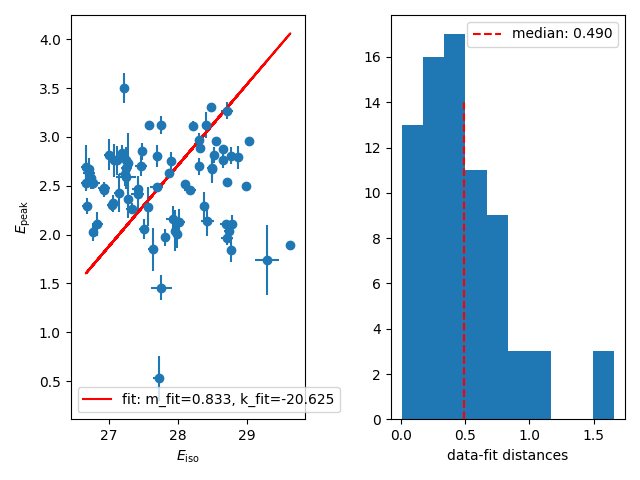 4.0
3.5
3.0
2.5
2.0
1.5
1.0
0.5
E_peak
27 28 29
E_iso
fit: m_fit=0.833, k_fit=-20.625
16
14
12
10
8
6
4
2
0
0.0 0.5 1.0 1.5
data-fit distances
median: 0.490